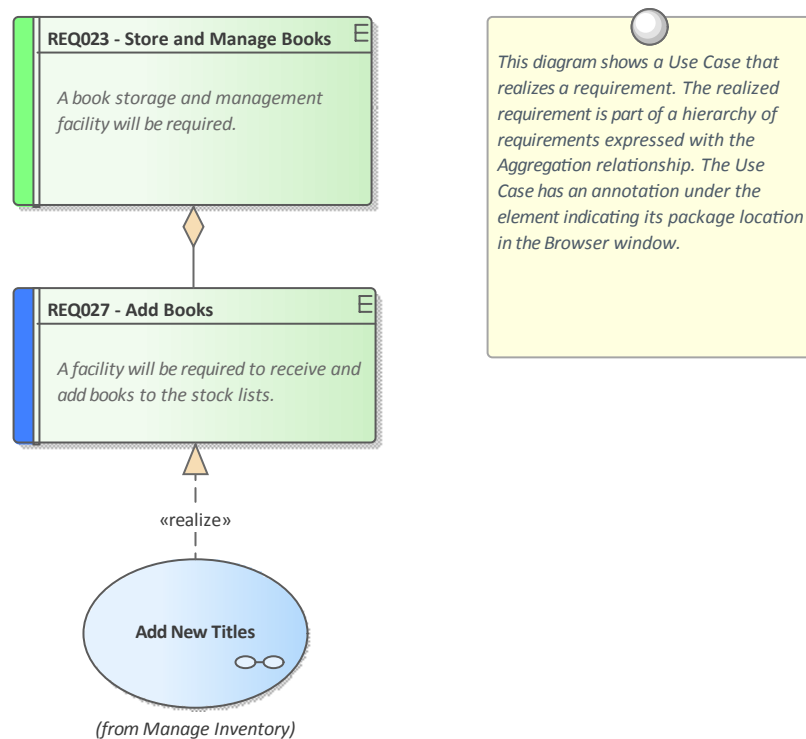 REQ023 - Store and Manage Books E
A book storage and management
facility will be required.
REQ027 - Add Books E
A facility will be required to receive and
add books to the stock lists.
«realize»
Add New Titles
(from Manage Inventory)
This diagram shows a Use Case that
realizes a requirement. The realized
requirement is part of a hierarchy of
requirements expressed with the
Aggregation relationship. The Use
Case has an annotation under the
element indicating its package location
in the Browser window.